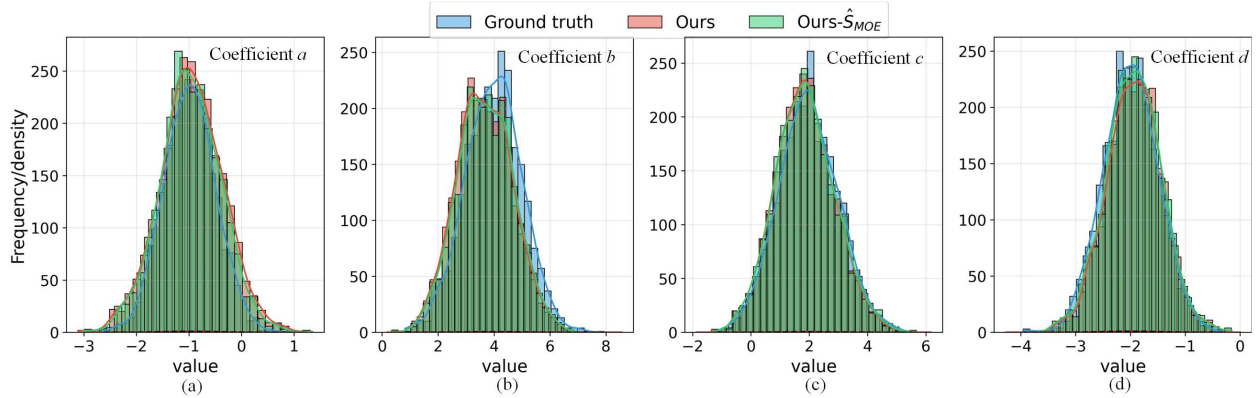 Ground truth Ours Ours-$\hat{S}_{MOE}$
Coefficient a
Coefficient b
Coefficient c
Coefficient d
Frequency/density
250
200
150
100
50
0
−3 −2 −1 0 1
value
(a)
250
200
150
100
50
0
0 2 4 6 8
value
(b)
250
200
150
100
50
0
−2 0 2 4 6
value
(c)
250
200
150
100
50
0
−4 −3 −2 −1 0
value
(d)